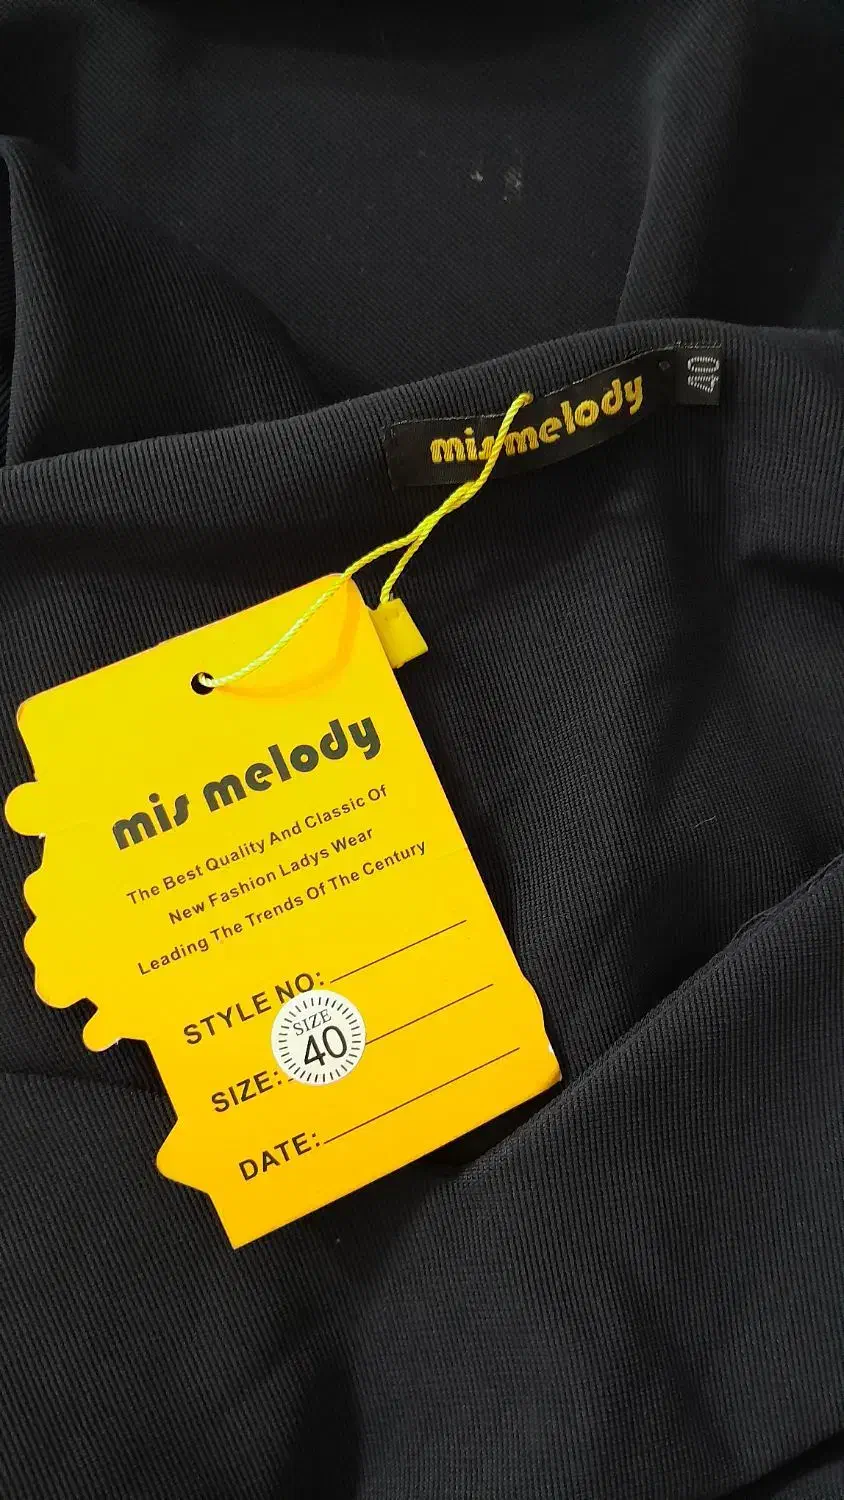 mis melody
40
mis melody
The Best Quality And Classic Of
New Fashion Ladys Wear
Leading The Trends Of The Century
STYLE NO:
SIZE
40
SIZE:
DATE: